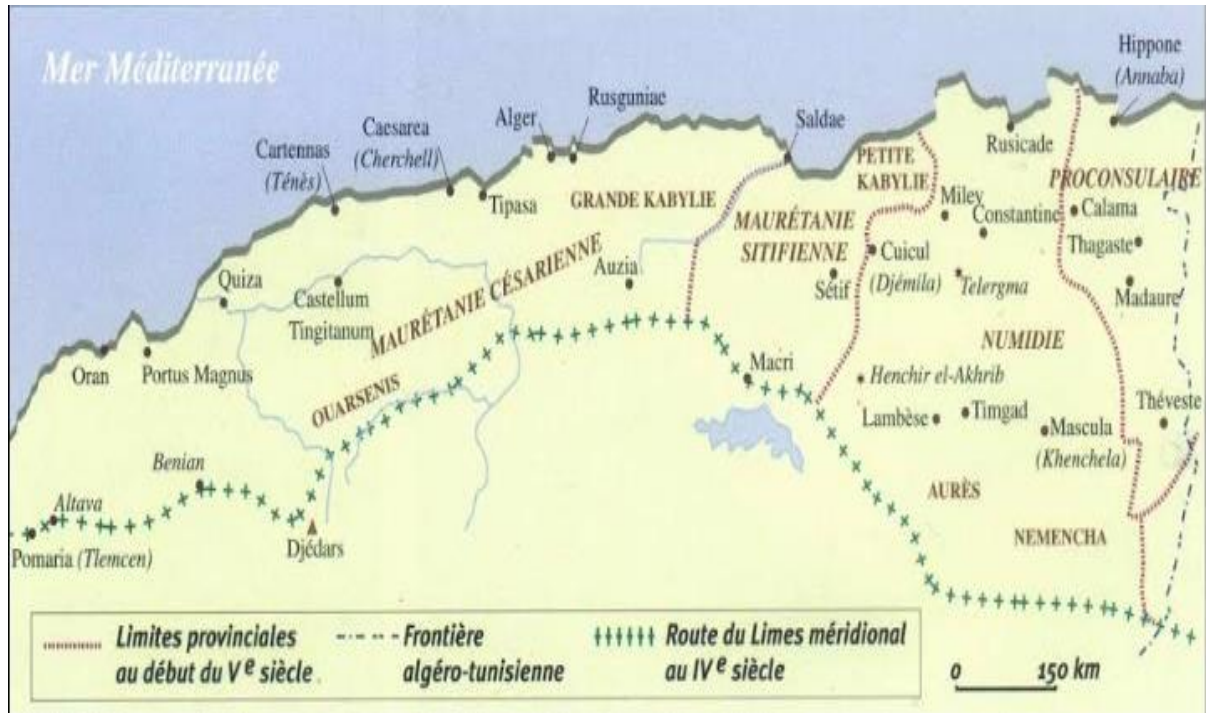 Mer Méditerranée
Hippone
(Annaba)
Rusguniae
Alger
Caesarea
(Cherchell)
Saldae
Cartennas
(Ténès)
Rusicade
PETITE
KABYLIE
PROCONSULAIRE
Tipasa
GRANDE KABYLIE
Milev
Calama
Constantine
MAURÉTANIE
SITIFIENNE
Thagaste
Cuicul
(Djémila)
Quiza
Auzia
Sétif
Telergma
Madaure
Castellum
Tingitanum
MAURÉTANIE CÉSARIENNE
NUMIDIE
Oran
Portus Magnus
Macri
Henchir el-Akhrib
OUARSENIS
Lambèse
Timgad
Théveste
Mascula
(Khenchela)
Benian
Altava
AURÈS
Djédars
NEMENCHA
Pomaria (Tlemcen)
Limites provinciales
au début du Ve siècle
Frontière
algéro-tunisienne
Route du Limes méridional
au IVe siècle
0 150 km